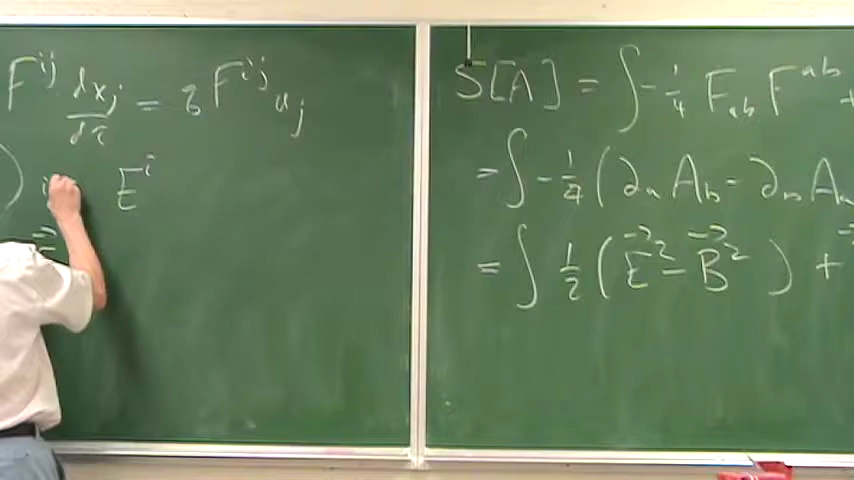 F^{ij} dx_j/dτ = q F^{ij} u_j
) i E^i
S[A] = ∫ -1/4 F_{ab} F^{ab} +
= ∫ -1/4 (∂_a A_b - ∂_b A_a
= ∫ 1/2 (E⃗^2 - B⃗^2 ) +